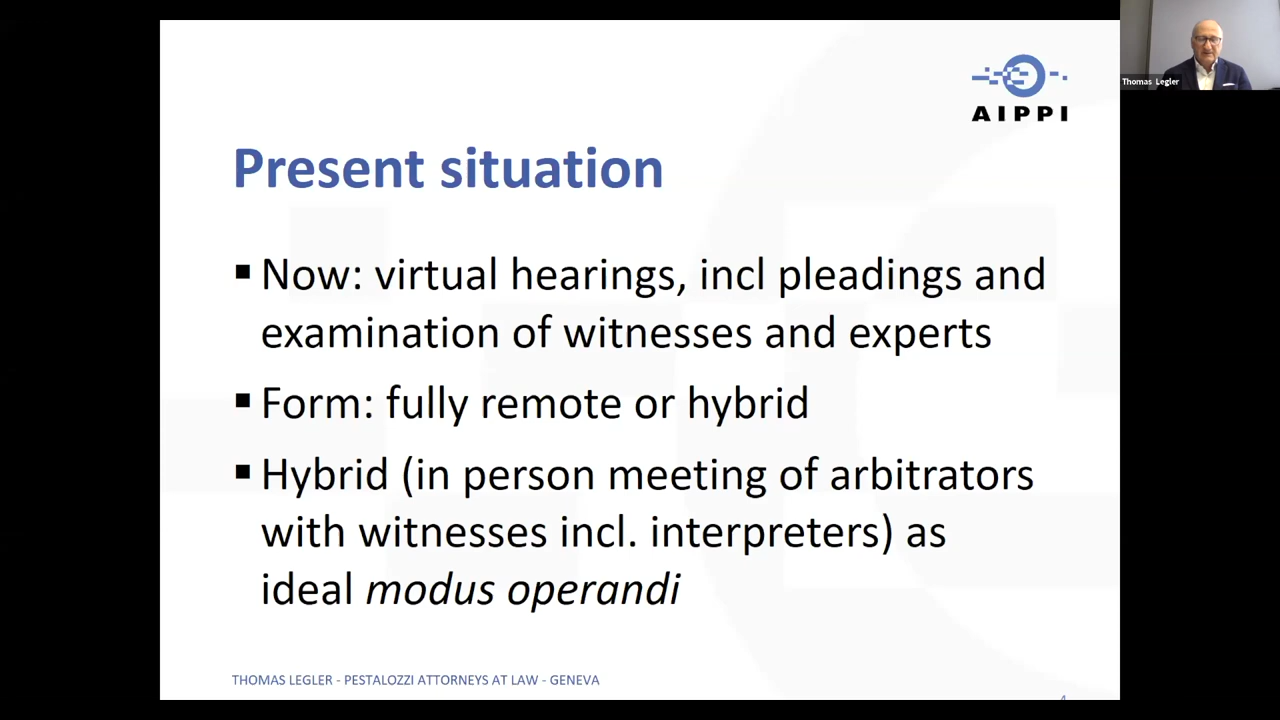 Thomas Legler
AIPPI
Present situation
▪ Now: virtual hearings, incl pleadings and
examination of witnesses and experts
▪ Form: fully remote or hybrid
▪ Hybrid (in person meeting of arbitrators
with witnesses incl. interpreters) as
ideal modus operandi
THOMAS LEGLER - PESTALOZZI ATTORNEYS AT LAW - GENEVA